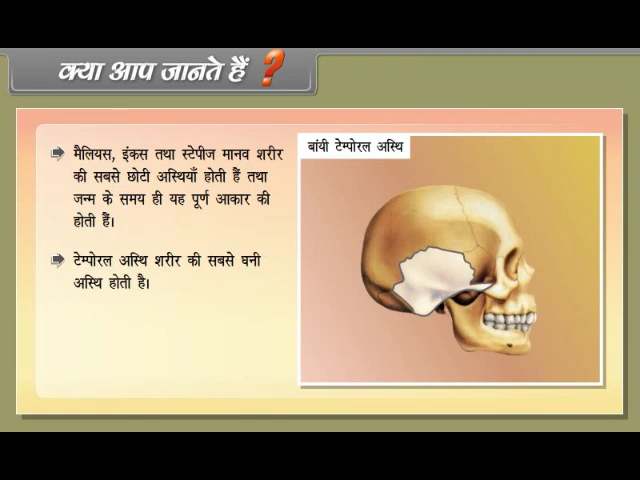 क्या आप जानते हैं ?
बांयी टेम्पोरल अस्थि
मैलियस, इंकस तथा स्टेपीज मानव शरीर
की सबसे छोटी अस्थियाँ होती हैं तथा
जन्म के समय ही यह पूर्ण आकार की
होती हैं।
टेम्पोरल अस्थि शरीर की सबसे घनी
अस्थि होती है।